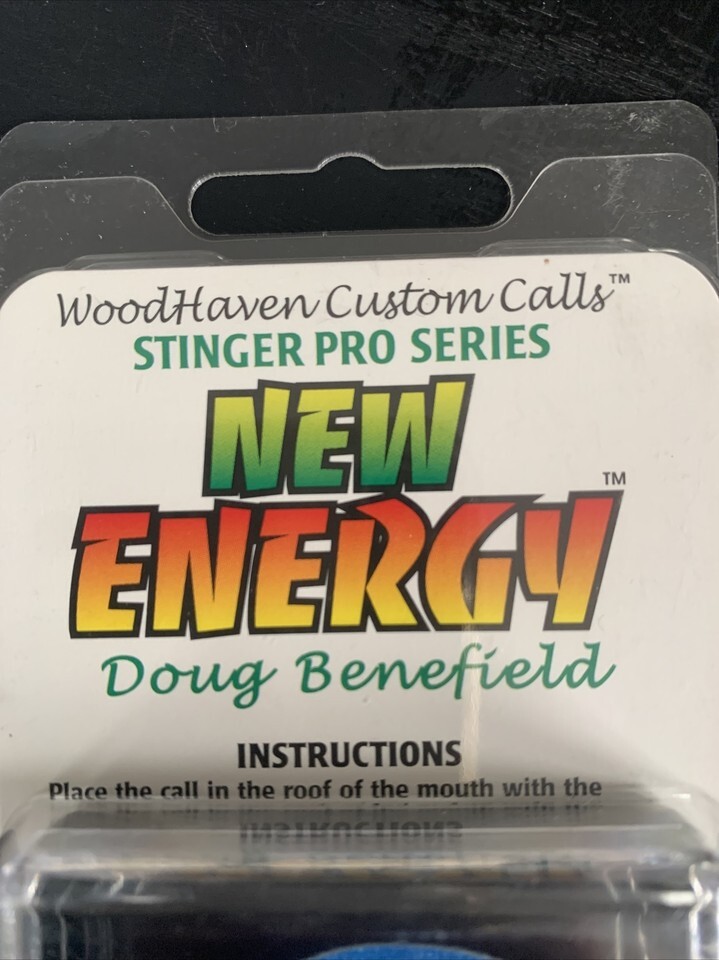 WoodHaven Custom Calls™
STINGER PRO SERIES
NEW
ENERGY™
Doug Benefield
INSTRUCTIONS
Place the call in the roof of the mouth with the